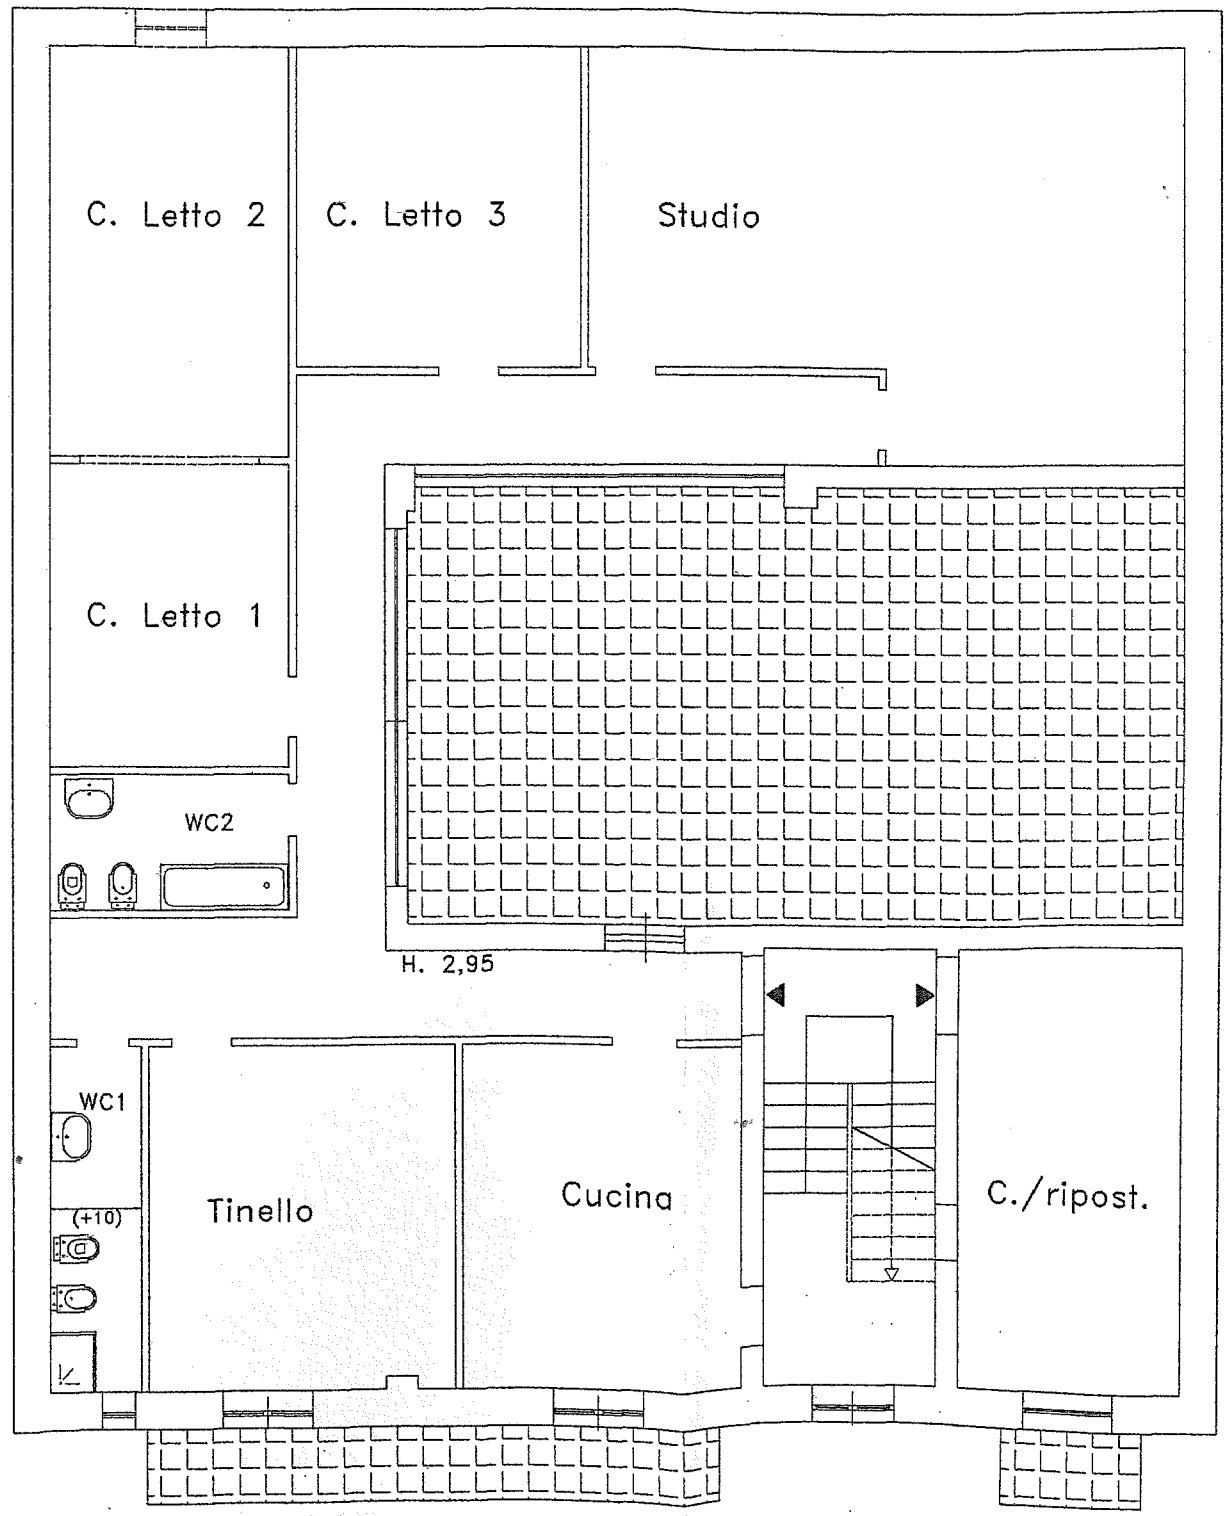 C. Letto 2
C. Letto 3
Studio
C. Letto 1
WC2
H. 2,95
WC1
(+10)
Tinello
Cucina
C./ripost.